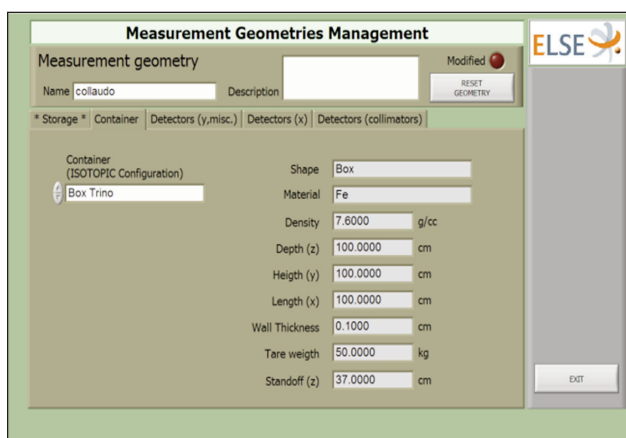 Measurement Geometries Management
ELSE
Measurement geometry
Modified
Name collaudo Description
RESET
GEOMETRY
* Storage * Container Detectors (y,misc.) Detectors (x) Detectors (collimators)
Container
(ISOTOPIC Configuration)
Box Trino
Shape Box
Material Fe
Density 7.6000 g/cc
Depth (z) 100.0000 cm
Heigth (y) 100.0000 cm
Length (x) 100.0000 cm
Wall Thickness 0.1000 cm
Tare weigth 50.0000 kg
Standoff (z) 37.0000 cm
EXIT